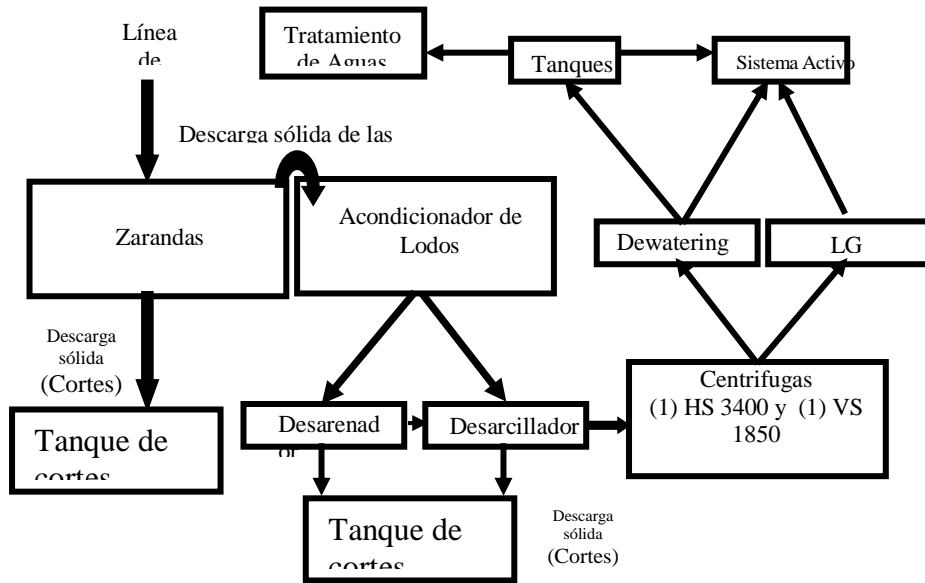 Línea
de
Tratamiento
de Aguas
Tanques
Sistema Activo
Descarga sólida de las
Zarandas
Acondicionador de
Lodos
Dewatering
LG
Descarga
sólida
(Cortes)
Centrifugas
(1) HS 3400 y (1) VS
1850
Tanque de
cortes
Desarenad
or
Desarcillador
Tanque de
cortes
Descarga
sólida
(Cortes)